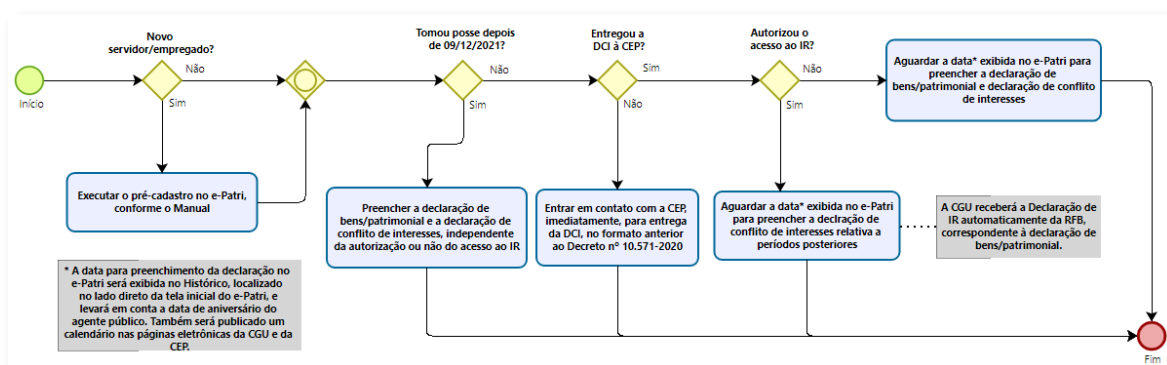 Novo
servidor/empregado?
Não
Sim
Início
Executar o pré-cadastro no e-Patri,
conforme o Manual
* A data para preenchimento da declaração no
e-Patri será exibida no Histórico, localizado
no lado direto da tela inicial do e-Patri, e
levará em conta a data de aniversário do
agente público. Também será publicado um
calendário nas páginas eletrônicas da CGU e da
CEP.
Tomou posse depois
de 09/12/2021?
Não
Sim
Preencher a declaração de
bens/patrimonial e a declaração de
conflito de interesses, independente
da autorização ou não do acesso ao IR
Entregou a
DCI à CEP?
Sim
Não
Entrar em contato com a CEP,
imediatamente, para entrega
da DCI, no formato anterior
ao Decreto nº 10.571-2020
Autorizou o
acesso ao IR?
Não
Sim
Aguardar a data* exibida no e-Patri
para preencher a declração de
conflito de interesses relativa a
períodos posteriores
Aguardar a data* exibida no e-Patri para
preencher a declaração de
bens/patrimonial e declaração de conflito
de interesses
A CGU receberá a Declaração de
IR automaticamente da RFB,
correspondente à declaração de
bens/patrimonial.
Fim